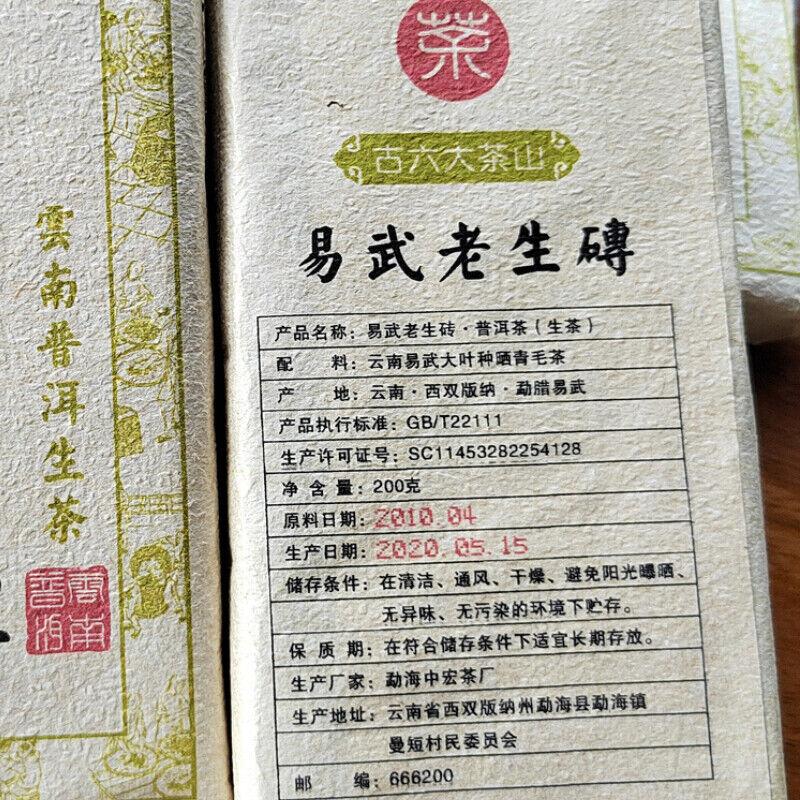 雲南普洱生茶
雲南
普洱
茶
古六大茶山
易武老生磚
产品名称：易武老生砖·普洱茶（生茶）
配 料：云南易武大叶种晒青毛茶
产 地：云南·西双版纳·勐腊易武
产品执行标准：GB/T22111
生产许可证号：SC11453282254128
净 含 量：200克
原料日期：2010.04
生产日期：2020.05.15
储存条件：在清洁、通风、干燥、避免阳光曝晒、
无异味、无污染的环境下贮存。
保 质 期：在符合储存条件下适宜长期存放。
生产厂家：勐海中宏茶厂
生产地址：云南省西双版纳州勐海县勐海镇
曼短村民委员会
邮 编：666200